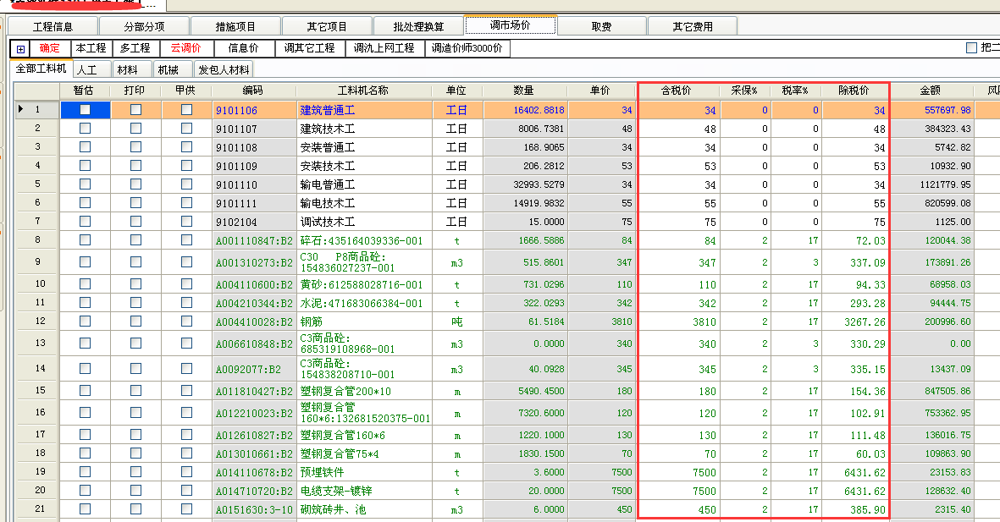 工程信息 分部分项 措施项目 其它项目 批处理换算 调市场价 取费 其它费用
确定 本工程 多工程 云调价 信息价 调其它工程 调氿上网工程 调造价师3000价 把二
全部工料机 人工 材料 机械 发包人材料
暂估 打印 甲供 编码 工料机名称 单位 数量 单价 含税价 采保% 税率% 除税价 金额 风
1 9101106 建筑普通工 工日 16402.8818 34 34 0 0 34 557697.98
2 9101107 建筑技术工 工日 8006.7381 48 48 0 0 48 384323.43
3 9101108 安装普通工 工日 168.9065 34 34 0 0 34 5742.82
4 9101109 安装技术工 工日 206.2812 53 53 0 0 53 10932.90
5 9101110 输电普通工 工日 32993.5279 34 34 0 0 34 1121779.95
6 9101111 输电技术工 工日 14919.9832 55 55 0 0 55 820599.08
7 9102104 调试技术工 工日 15.0000 75 75 0 0 75 1125.00
8 A001110847:B2 碎石:435164039336-001 t 1666.5886 84 84 2 17 72.03 120044.38
9 A001310273:B2 C30 P8商品砼: m3 515.8601 347 347 2 3 337.09 173891.26
154836027237-001
10 A004110600:B2 黄砂:612588028716-001 t 731.0296 110 110 2 17 94.33 68958.03
11 A004210344:B2 水泥:471683066384-001 t 322.0293 342 342 2 17 293.28 94444.75
12 A004410028:B2 钢筋 吨 61.5184 3810 3810 2 17 3267.26 200996.60
13 A006610848:B2 C3商品砼: m3 0.0000 340 340 2 3 330.29 0.00
685319108968-001
14 A0092077:B2 C3商品砼: m3 40.0928 345 345 2 3 335.15 13437.09
154838208710-001
15 A011810427:B2 塑钢复合管200*10 m 5490.4500 180 180 2 17 154.36 847505.86
16 A012210023:B2 塑钢复合管 m 7320.6000 120 120 2 17 102.91 753362.95
160*6:132681520375-001
17 A012610827:B2 塑钢复合管160*6 m 1220.1000 130 130 2 17 111.48 136016.75
18 A013010661:B2 塑钢复合管75*4 m 1830.1500 70 70 2 17 60.03 109863.90
19 A014110678:B2 预埋铁件 t 3.6000 7500 7500 2 17 6431.62 23153.83
20 A014710720:B2 电缆支架-镀锌 t 20.0000 7500 7500 2 17 6431.62 128632.40
21 A0151630:3-10 砌筑砖井、池 m3 6.0000 450 450 2 17 385.90 2315.40